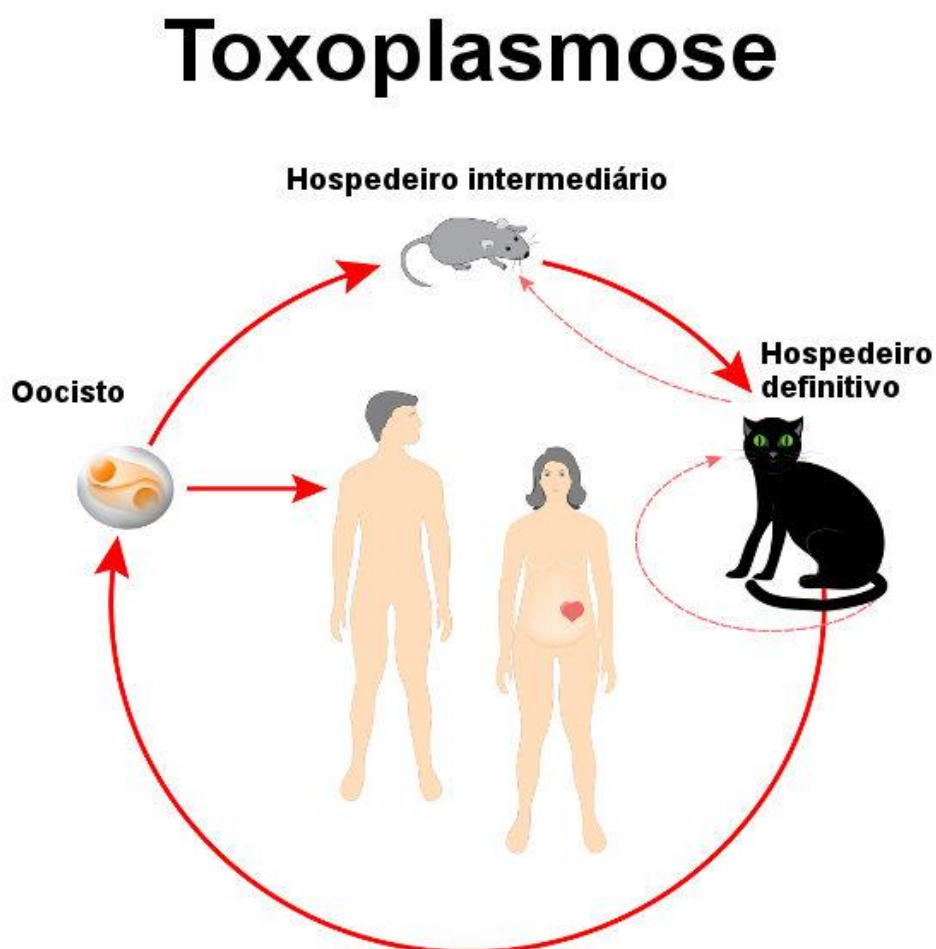 Toxoplasmose
Hospedeiro intermediário
Hospedeiro
definitivo
Oocisto